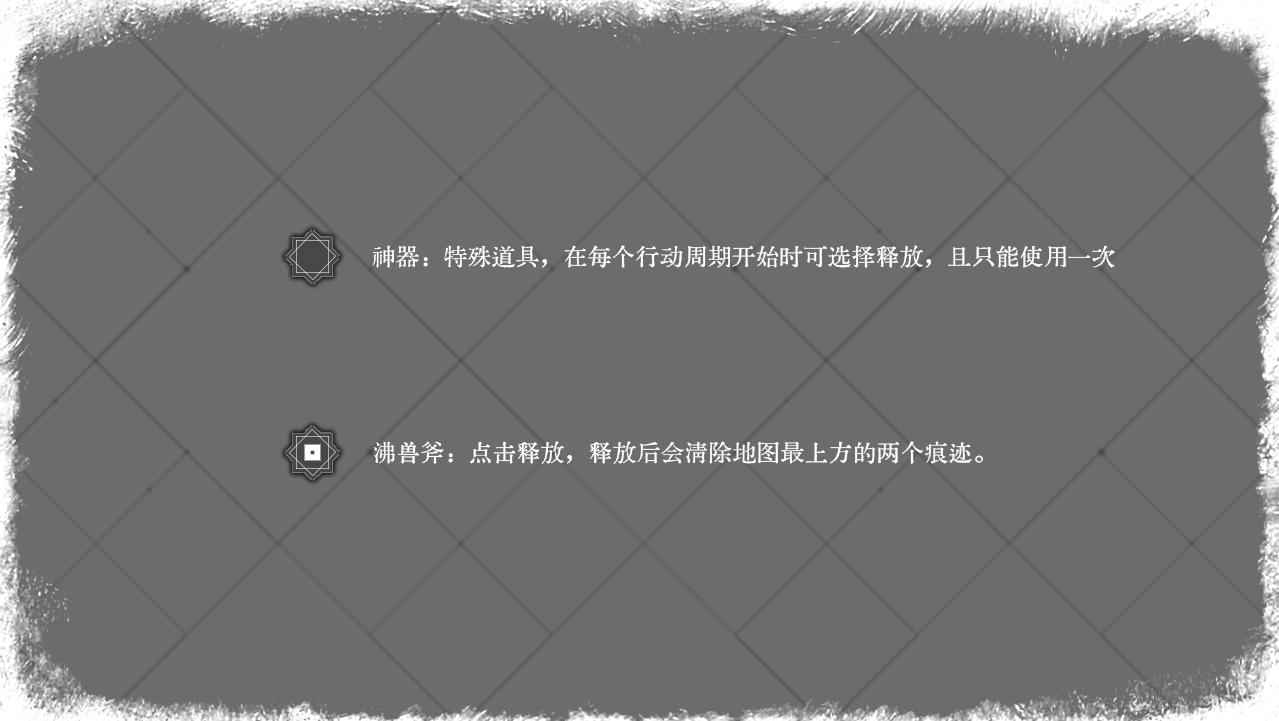 神器：特殊道具，在每个行动周期开始时可选择释放，且只能使用一次
沸兽斧：点击释放，释放后会清除地图最上方的两个痕迹。